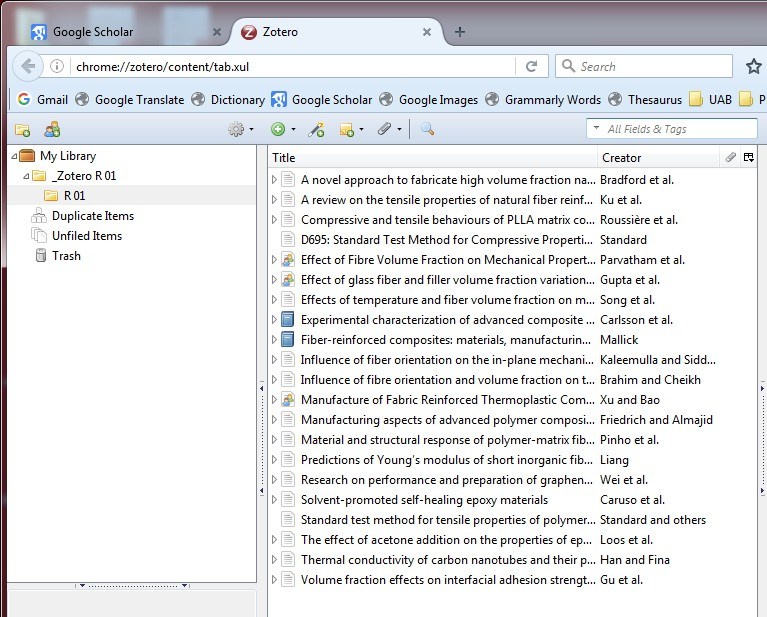 Google Scholar Zotero
chrome://zotero/content/tab.xul Search
Gmail Google Translate Dictionary Google Scholar Google Images Grammarly Words Thesaurus UAB P
All Fields & Tags
My Library
_Zotero R 01
R 01
Duplicate Items
Unfiled Items
Trash
Title Creator
A novel approach to fabricate high volume fraction na... Bradford et al.
A review on the tensile properties of natural fiber reinf... Ku et al.
Compressive and tensile behaviours of PLLA matrix co... Roussière et al.
D695: Standard Test Method for Compressive Properti... Standard
Effect of Fibre Volume Fraction on Mechanical Propert... Parvatham et al.
Effect of glass fiber and filler volume fraction variation... Gupta et al.
Effects of temperature and fiber volume fraction on m... Song et al.
Experimental characterization of advanced composite ... Carlsson et al.
Fiber-reinforced composites: materials, manufacturin... Mallick
Influence of fiber orientation on the in-plane mechani... Kaleemulla and Sidd...
Influence of fibre orientation and volume fraction on t... Brahim and Cheikh
Manufacture of Fabric Reinforced Thermoplastic Com... Xu and Bao
Manufacturing aspects of advanced polymer composi... Friedrich and Almajid
Material and structural response of polymer-matrix fib... Pinho et al.
Predictions of Young's modulus of short inorganic fib... Liang
Research on performance and preparation of graphen... Wei et al.
Solvent-promoted self-healing epoxy materials Caruso et al.
Standard test method for tensile properties of polymer... Standard and others
The effect of acetone addition on the properties of ep... Loos et al.
Thermal conductivity of carbon nanotubes and their p... Han and Fina
Volume fraction effects on interfacial adhesion strengt... Gu et al.